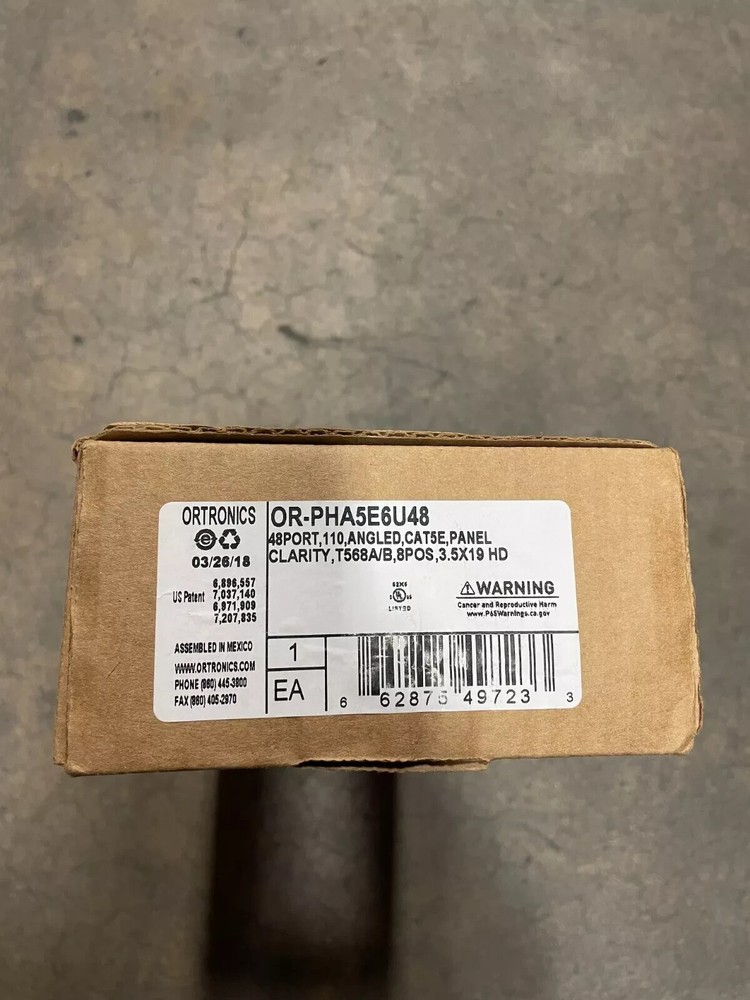 ORTRONICS
03/26/18
6,896,557
US Patent 7,037,140
6,971,909
7,207,835
ASSEMBLED IN MEXICO
WWW.ORTRONICS.COM
PHONE (860) 445-3800
FAX (860) 405-2970
OR-PHA5E6U48
48PORT,110,ANGLED,CAT5E,PANEL
CLARITY,T568A/B,8POS,3.5X19 HD
UL
LISTED
WARNING
Cancer and Reproductive Harm
www.P65Warnings.ca.gov
1
EA
6 62875 49723 3